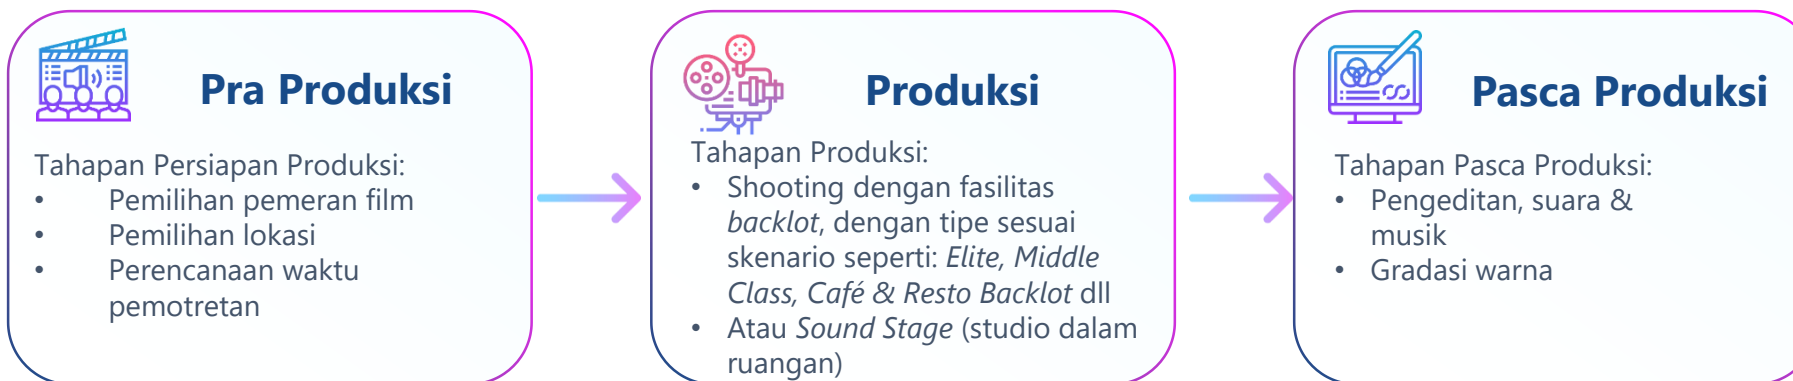 Pra Produksi
Tahapan Persiapan Produksi:
• Pemilihan pemeran film
• Pemilihan lokasi
• Perencanaan waktu
pemotretan
Produksi
Tahapan Produksi:
• Shooting dengan fasilitas
backlot, dengan tipe sesuai
skenario seperti: Elite, Middle
Class, Café & Resto Backlot dll
• Atau Sound Stage (studio dalam
ruangan)
Pasca Produksi
Tahapan Pasca Produksi:
• Pengeditan, suara &
musik
• Gradasi warna